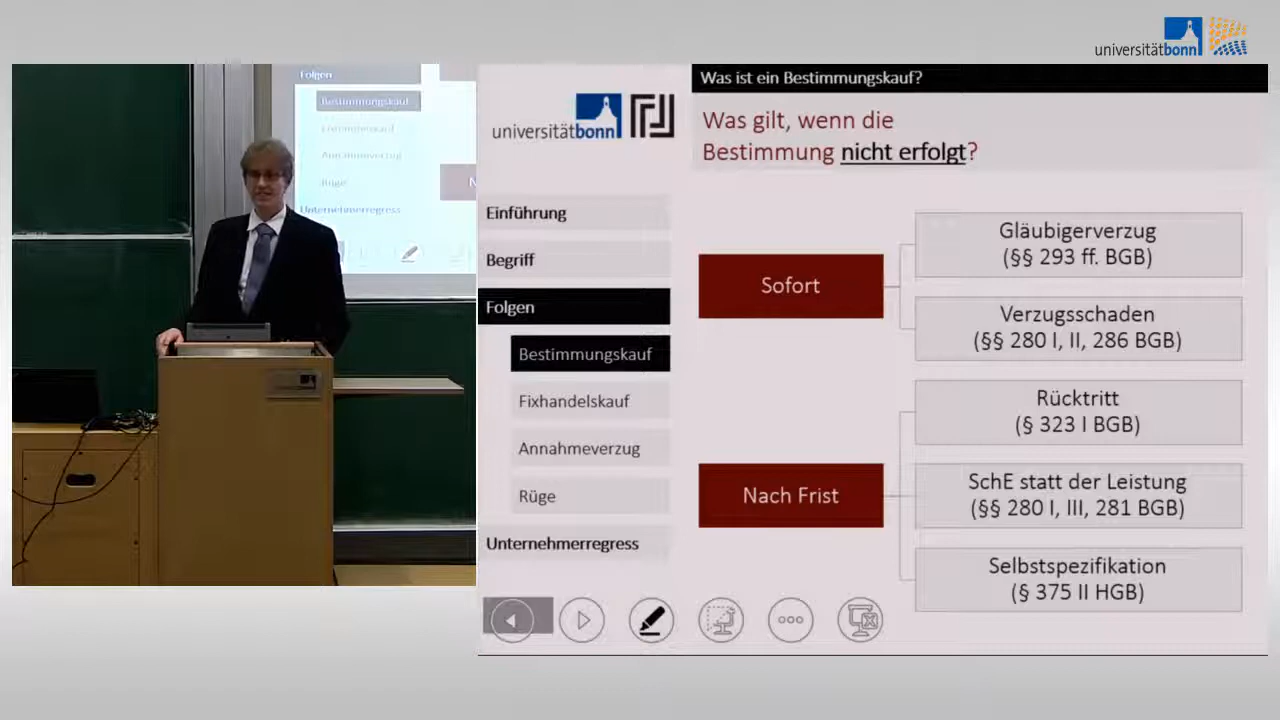 universitätbonn
Folgen
Bestimmungskauf
Fixhandelskauf
Annahmeverzug
Rüge
Unternehmerregress
N
universitätbonn
Was ist ein Bestimmungskauf?
Was gilt, wenn die
Bestimmung nicht erfolgt?
Einführung
Begriff
Folgen
Bestimmungskauf
Fixhandelskauf
Annahmeverzug
Rüge
Unternehmerregress
Sofort
Gläubigerverzug
(§§ 293 ff. BGB)
Verzugsschaden
(§§ 280 I, II, 286 BGB)
Nach Frist
Rücktritt
(§ 323 I BGB)
SchE statt der Leistung
(§§ 280 I, III, 281 BGB)
Selbstspezifikation
(§ 375 II HGB)